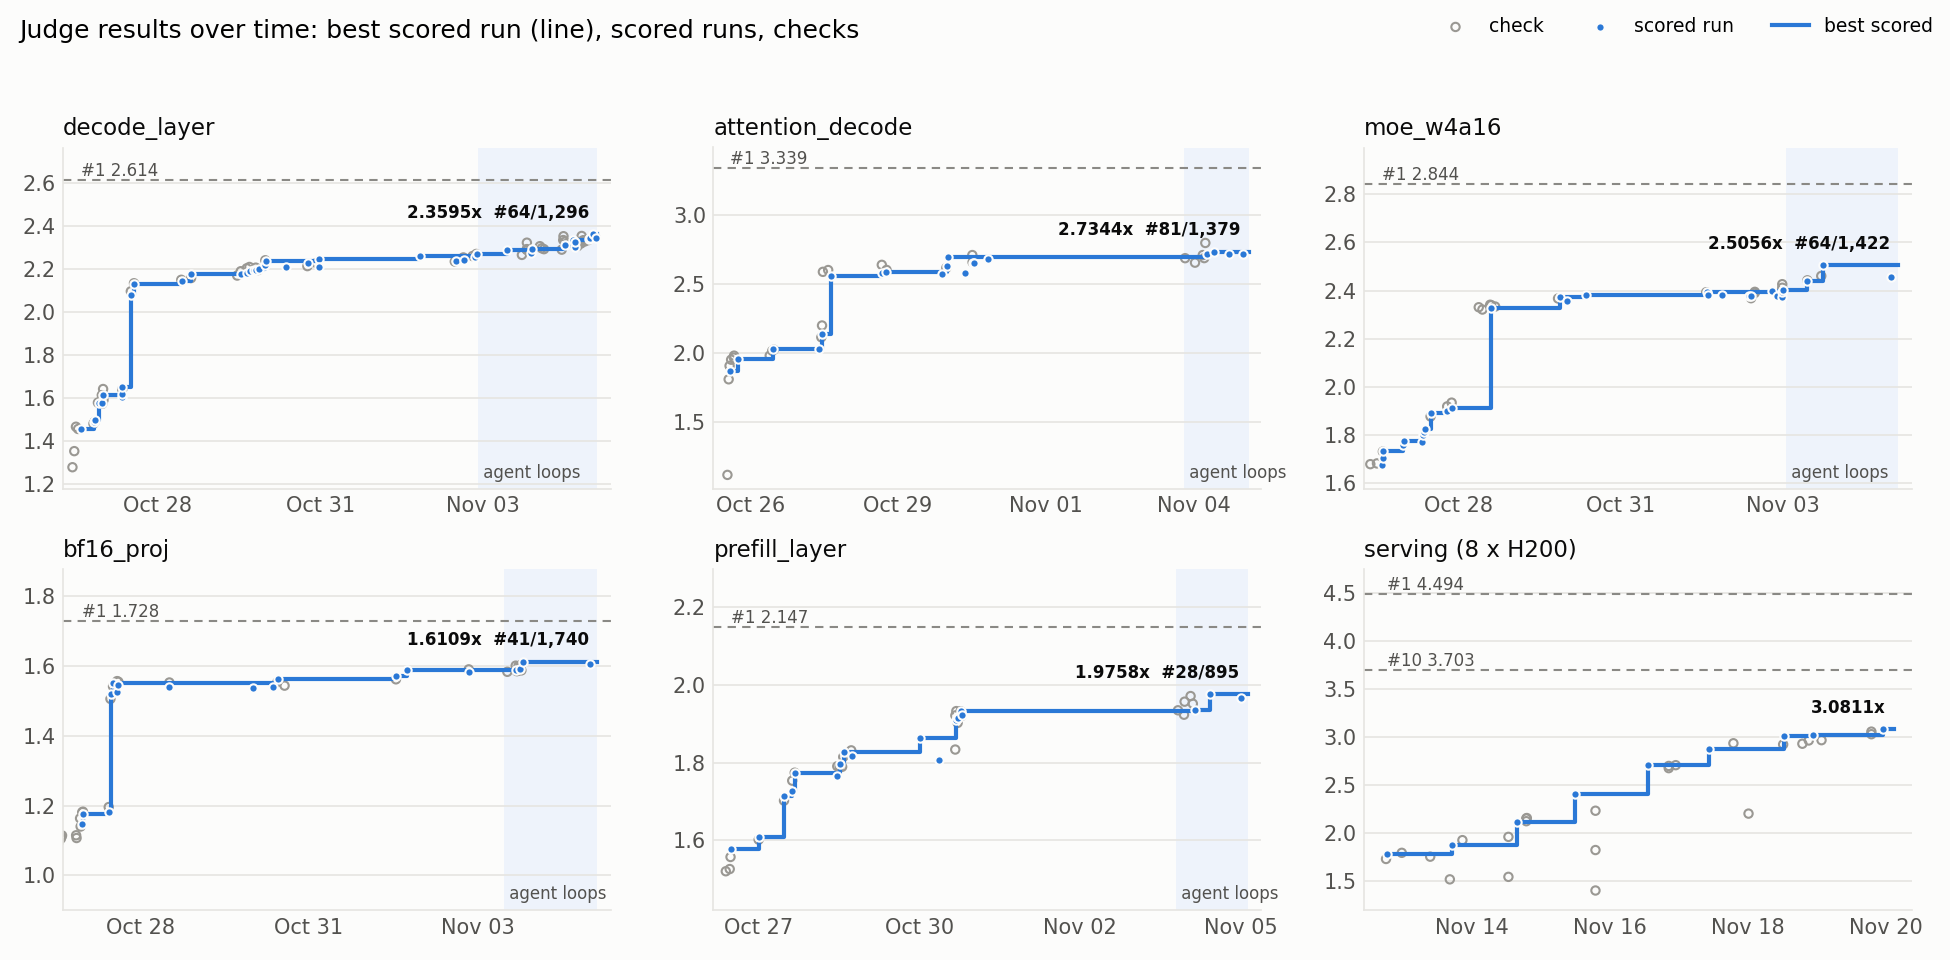 Judge results over time: best scored run (line), scored runs, checks
check scored run best scored
decode_layer
#1 2.614
2.3595x #64/1,296
agent loops
2.6
2.4
2.2
2.0
1.8
1.6
1.4
1.2
Oct 28 Oct 31 Nov 03
attention_decode
#1 3.339
2.7344x #81/1,379
agent loops
3.0
2.5
2.0
1.5
Oct 26 Oct 29 Nov 01 Nov 04
moe_w4a16
#1 2.844
2.5056x #64/1,422
agent loops
2.8
2.6
2.4
2.2
2.0
1.8
1.6
Oct 28 Oct 31 Nov 03
bf16_proj
#1 1.728
1.6109x #41/1,740
agent loops
1.8
1.6
1.4
1.2
1.0
Oct 28 Oct 31 Nov 03
prefill_layer
#1 2.147
1.9758x #28/895
agent loops
2.2
2.0
1.8
1.6
Oct 27 Oct 30 Nov 02 Nov 05
serving (8 x H200)
#1 4.494
#10 3.703
3.0811x
4.5
4.0
3.5
3.0
2.5
2.0
1.5
Nov 14 Nov 16 Nov 18 Nov 20